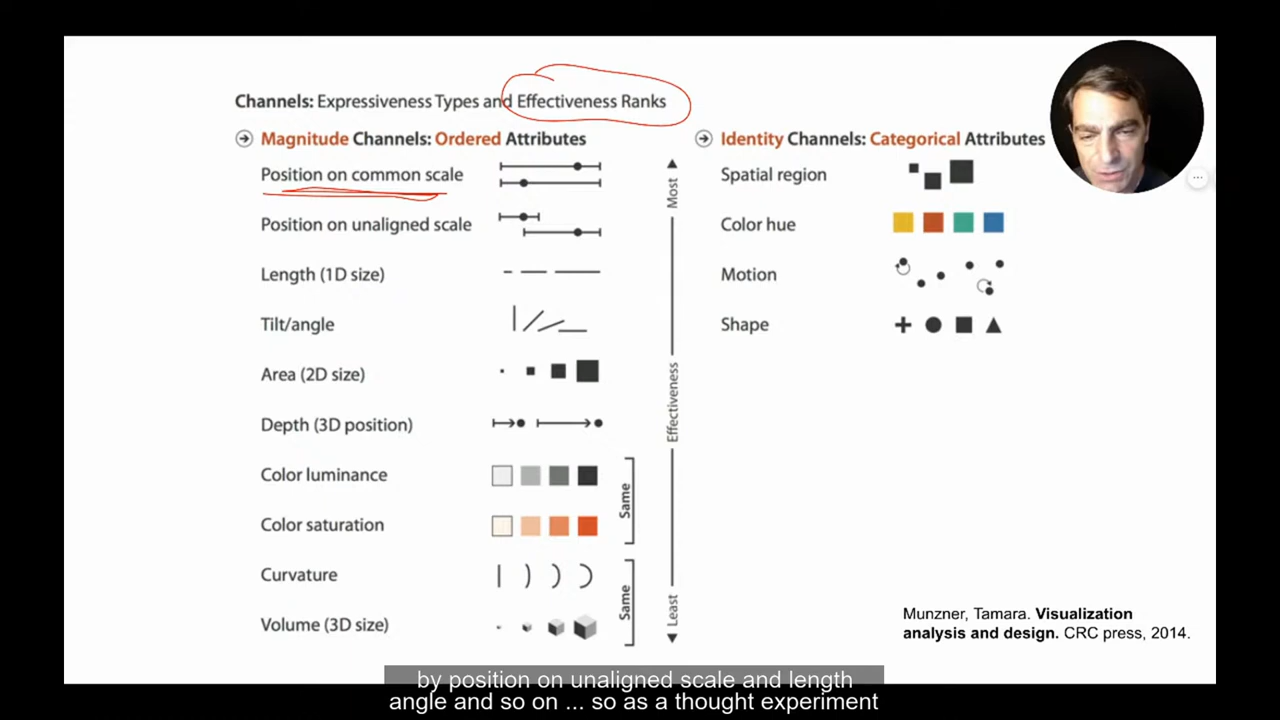 Channels: Expressiveness Types and Effectiveness Ranks
Magnitude Channels: Ordered Attributes
Position on common scale
Position on unaligned scale
Length (1D size)
Tilt/angle
Area (2D size)
Depth (3D position)
Color luminance
Color saturation
Curvature
Volume (3D size)
Same
Same
Most
Effectiveness
Least
Identity Channels: Categorical Attributes
Spatial region
Color hue
Motion
Shape
Munzner, Tamara. Visualization
analysis and design. CRC press, 2014.
by position on unaligned scale and length
angle and so on ... so as a thought experiment